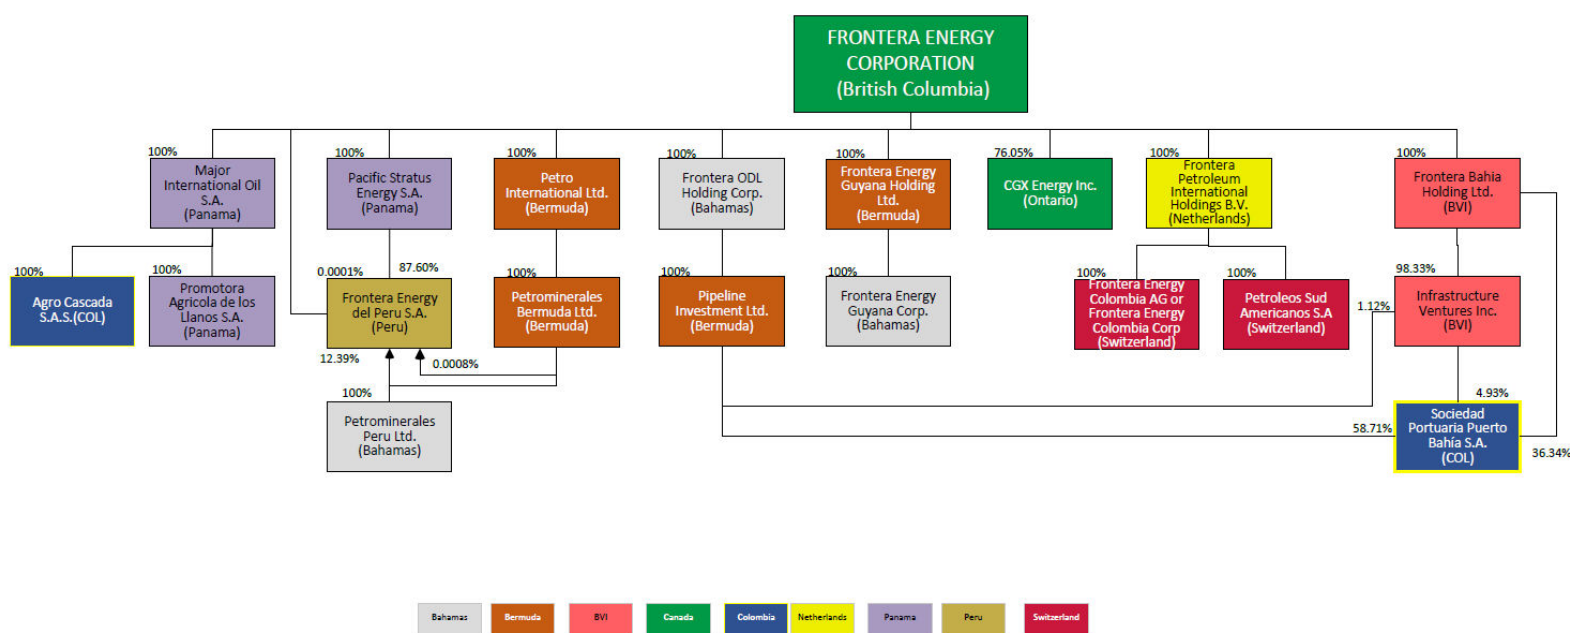 FRONTERA ENERGY
CORPORATION
(British Columbia)
100%
Major
International Oil
S.A.
(Panama)
100%
Pacific Stratus
Energy S.A.
(Panama)
100%
Petro
International Ltd.
(Bermuda)
100%
Frontera ODL
Holding Corp.
(Bahamas)
100%
Frontera Energy
Guyana Holding
Ltd.
(Bermuda)
76.05%
CGX Energy Inc.
(Ontario)
100%
Frontera
Petroleum
International
Holdings B.V.
(Netherlands)
100%
Frontera Bahia
Holding Ltd.
(BVI)
100%
Agro Cascada
S.A.S.(COL)
100%
Promotora
Agricola de los
Llanos S.A.
(Panama)
0.0001%
87.60%
Frontera Energy
del Peru S.A.
(Peru)
12.39%
0.0008%
100%
Petrominerales
Bermuda Ltd.
(Bermuda)
100%
Pipeline
Investment Ltd.
(Bermuda)
100%
Frontera Energy
Guyana Corp.
(Bahamas)
100%
Frontera Energy
Colombia AG or
Frontera Energy
Colombia Corp
(Switzerland)
100%
Petroleos Sud
Americanos S.A
(Switzerland)
98.33%
1.12%
Infrastructure
Ventures Inc.
(BVI)
100%
Petrominerales
Peru Ltd.
(Bahamas)
4.93%
58.71%
Sociedad
Portuaria Puerto
Bahía S.A.
(COL)
36.34%
Bahamas
Bermuda
BVI
Canada
Colombia
Netherlands
Panama
Peru
Switzerland